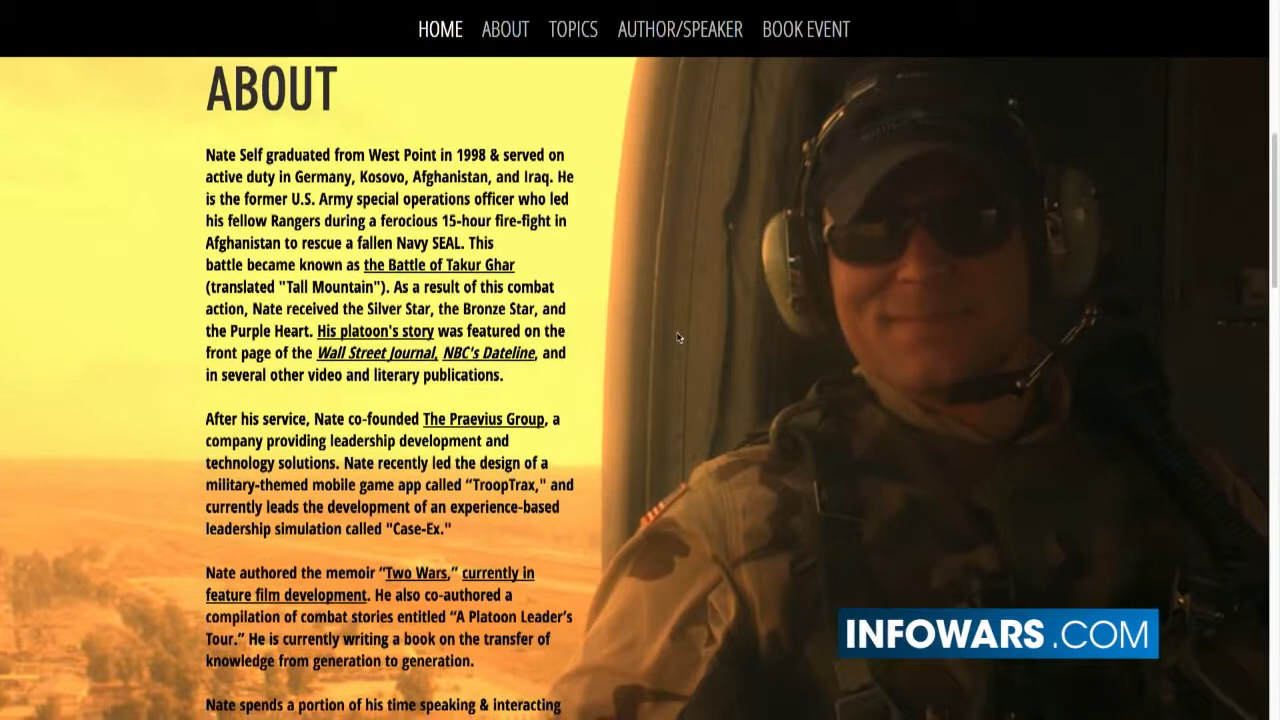 HOME ABOUT TOPICS AUTHOR/SPEAKER BOOK EVENT
ABOUT
Nate Self graduated from West Point in 1998 & served on
active duty in Germany, Kosovo, Afghanistan, and Iraq. He
is the former U.S. Army special operations officer who led
his fellow Rangers during a ferocious 15-hour fire-fight in
Afghanistan to rescue a fallen Navy SEAL. This
battle became known as the Battle of Takur Ghar
(translated "Tall Mountain"). As a result of this combat
action, Nate received the Silver Star, the Bronze Star, and
the Purple Heart. His platoon's story was featured on the
front page of the Wall Street Journal, NBC's Dateline, and
in several other video and literary publications.
After his service, Nate co-founded The Praevius Group, a
company providing leadership development and
technology solutions. Nate recently led the design of a
military-themed mobile game app called “TroopTrax," and
currently leads the development of an experience-based
leadership simulation called "Case-Ex."
Nate authored the memoir “Two Wars,” currently in
feature film development. He also co-authored a
compilation of combat stories entitled “A Platoon Leader’s
Tour.” He is currently writing a book on the transfer of
knowledge from generation to generation.
Nate spends a portion of his time speaking & interacting
INFOWARS.COM